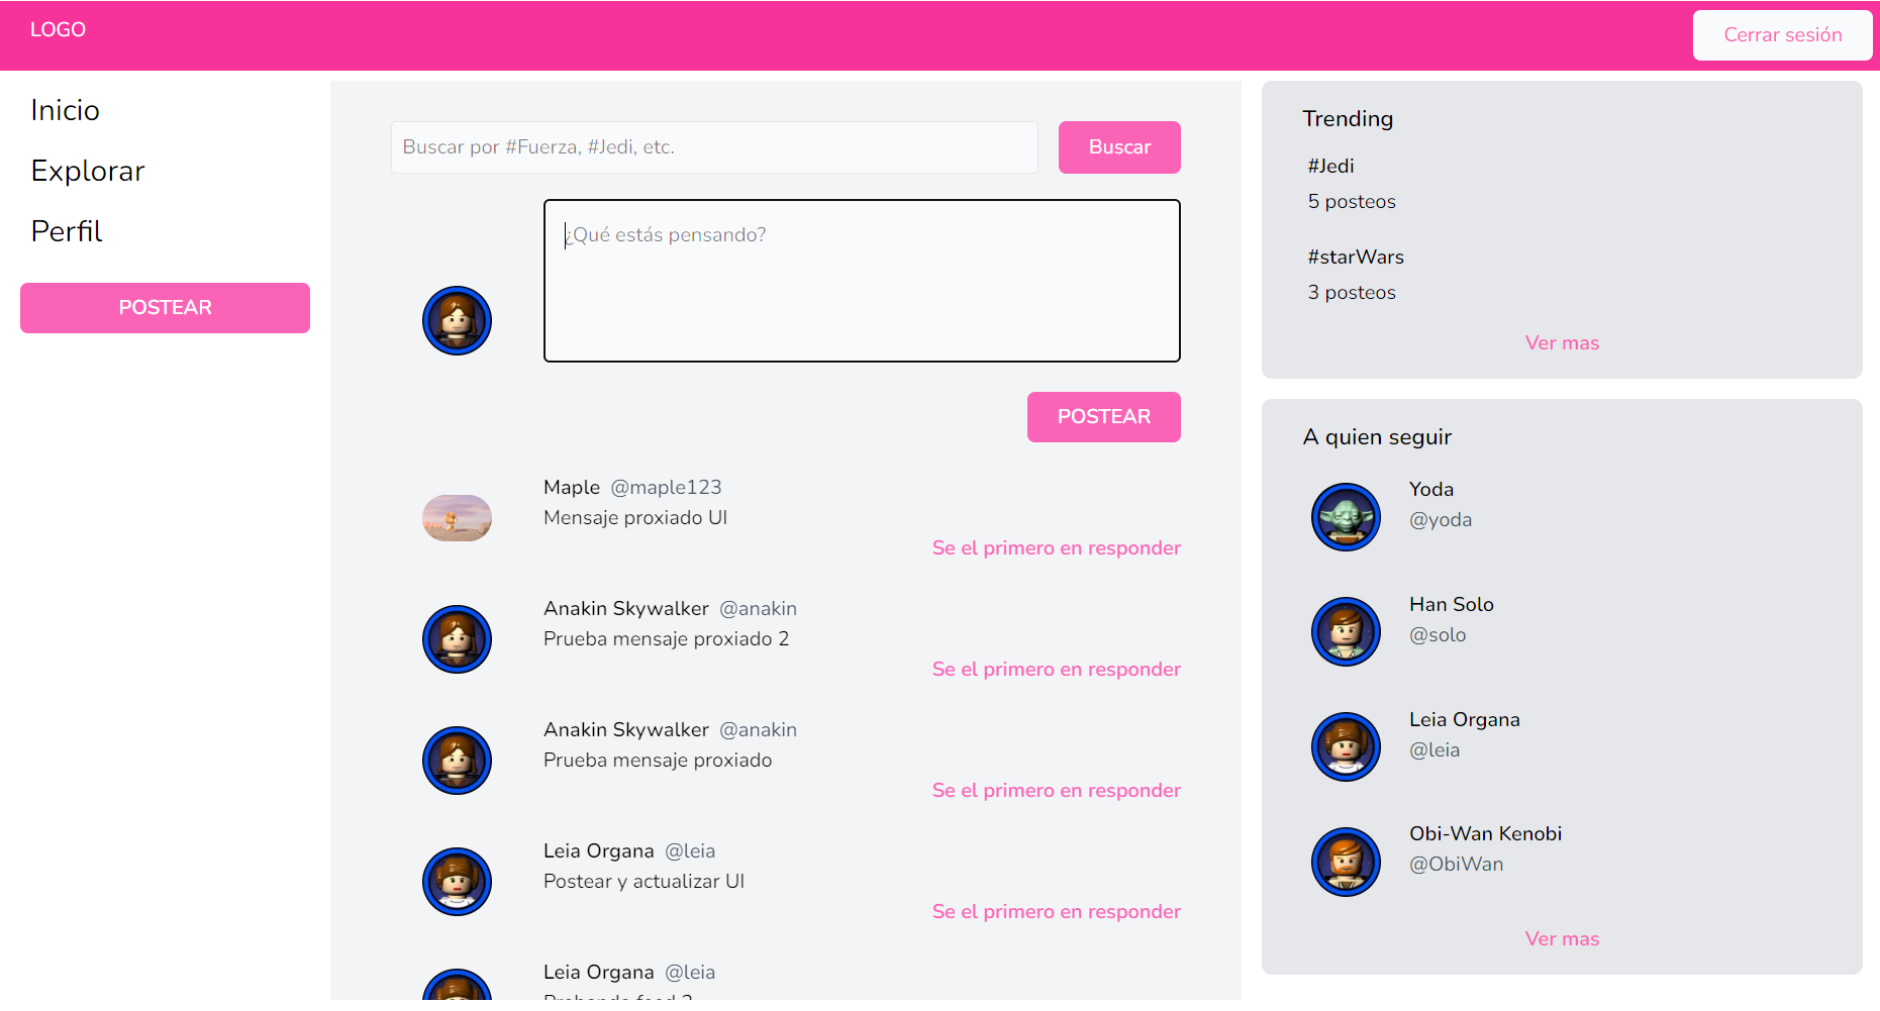 LOGO
Cerrar sesión
Inicio
Explorar
Perfil
POSTEAR
Buscar por #Fuerza, #Jedi, etc.
Buscar
¿Qué estás pensando?
POSTEAR
Maple @maple123
Mensaje proxiado UI
Se el primero en responder
Anakin Skywalker @anakin
Prueba mensaje proxiado 2
Se el primero en responder
Anakin Skywalker @anakin
Prueba mensaje proxiado
Se el primero en responder
Leia Organa @leia
Postear y actualizar UI
Se el primero en responder
Leia Organa @leia
Probando feed 2
Trending
#Jedi
5 posteos
#starWars
3 posteos
Ver mas
A quien seguir
Yoda
@yoda
Han Solo
@solo
Leia Organa
@leia
Obi-Wan Kenobi
@ObiWan
Ver mas